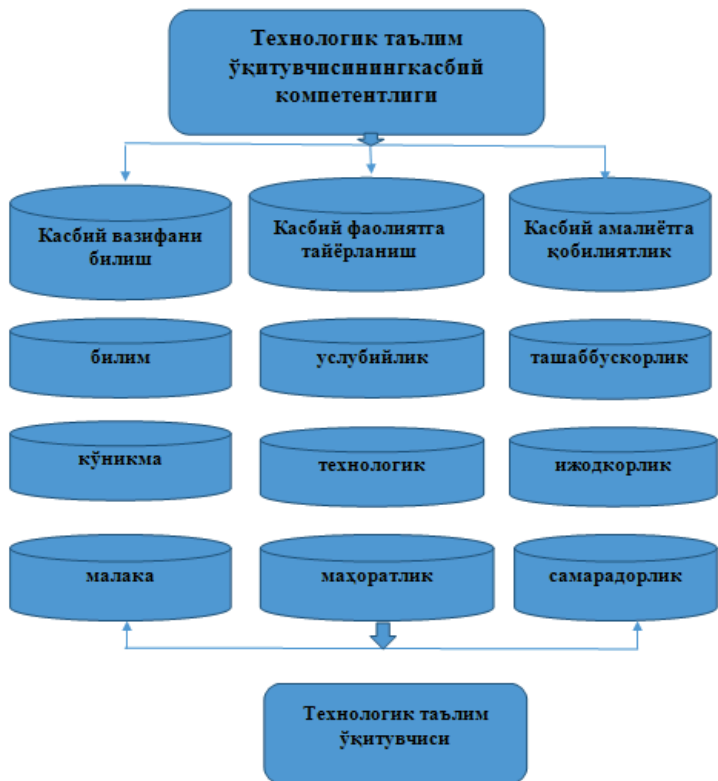 Технологик таълим
ўқитувчисинингкасбий
компетентлиги
Касбий вазифани
билиш
Касбий фаолиятга
тайёрланиш
Касбий амалиётга
қобилиятлик
билим
услубийлик
ташаббускорлик
кўникма
технологик
ижодкорлик
малака
маҳоратлик
самарадорлик
Технологик таълим
ўқитувчиси